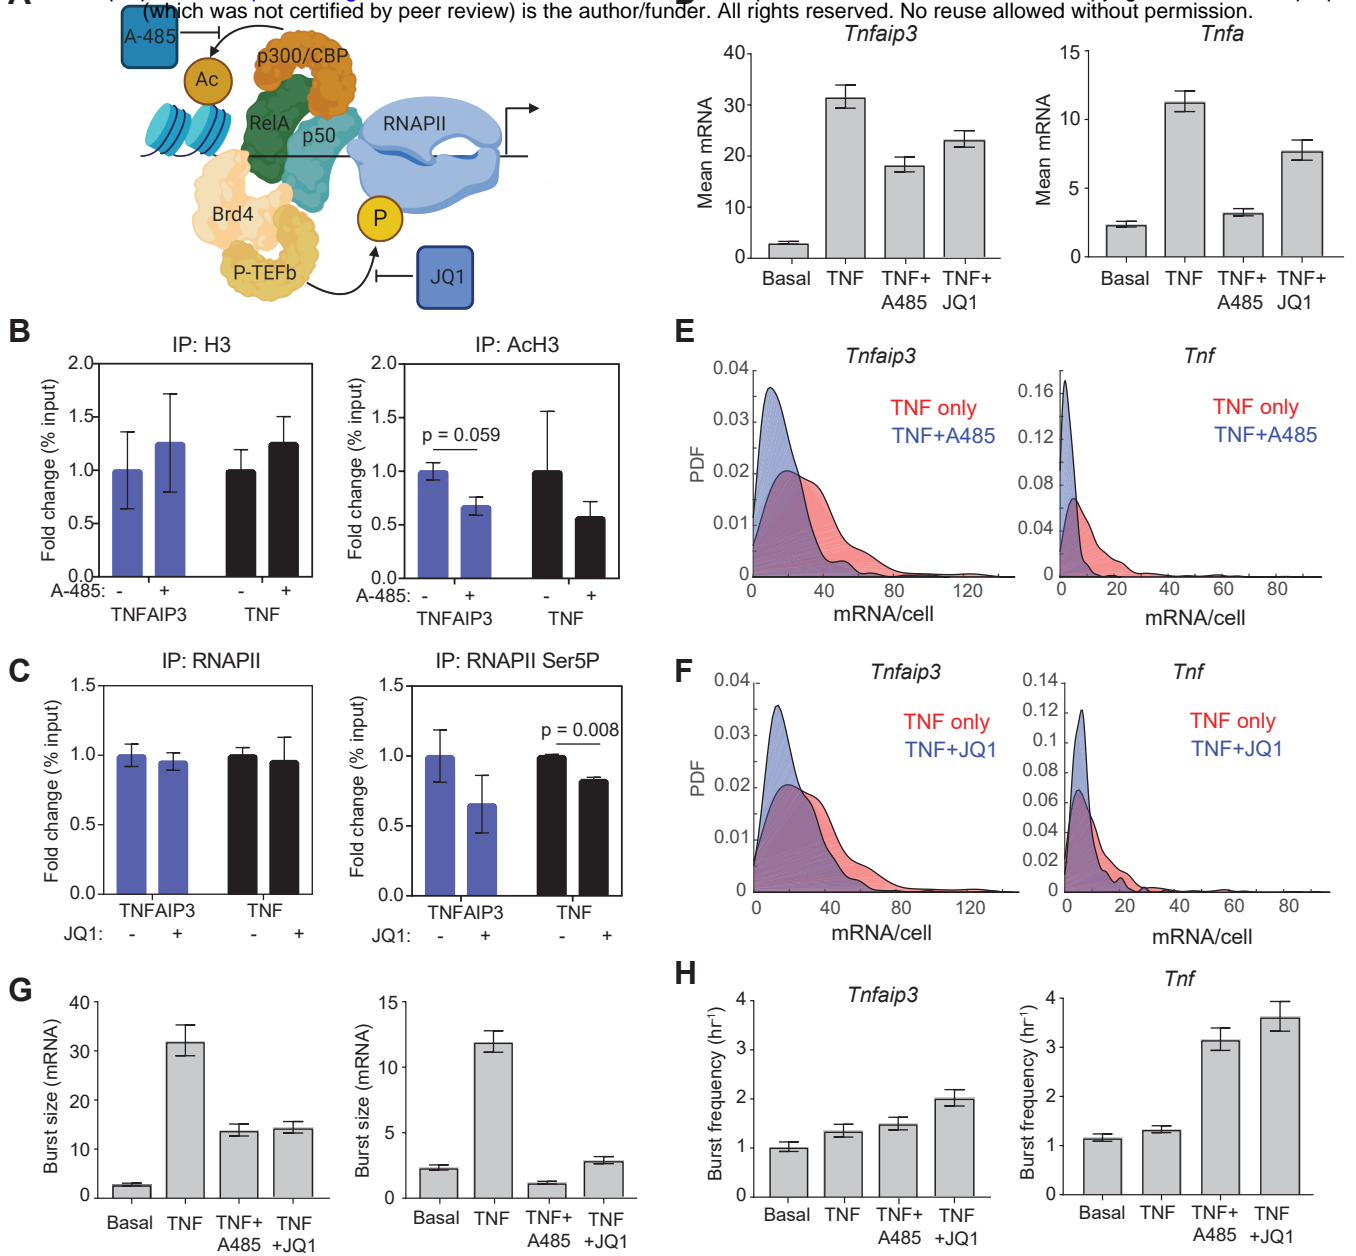 (which was not certified by peer review) is the author/funder. All rights reserved. No reuse allowed without permission.
A-485
Ac
p300/CBP
RelA
p50
RNAPII
Brd4
P-TEFb
P
JQ1
Tnfaip3
Mean mRNA
40
30
20
10
0
Basal TNF TNF+ TNF+
A485 JQ1
Tnfa
Mean mRNA
15
10
5
0
Basal TNF TNF+ TNF+
A485 JQ1
B
IP: H3
Fold change (% input)
2.0
1.5
1.0
0.5
0.0
A-485: - + - +
TNFAIP3 TNF
IP: AcH3
Fold change (% input)
2.0
1.5
1.0
0.5
0.0
p = 0.059
A-485: - + - +
TNFAIP3 TNF
E
Tnfaip3
PDF
0.04
0.03
0.02
0.01
0
TNF only
TNF+A485
0 40 80 120
mRNA/cell
Tnf
0.16
0.12
0.08
0.04
0
TNF only
TNF+A485
0 20 40 60 80
mRNA/cell
C
IP: RNAPII
Fold change (% input)
1.5
1.0
0.5
0.0
TNFAIP3 TNF
JQ1: - + - +
IP: RNAPII Ser5P
Fold change (% input)
1.5
1.0
0.5
0.0
p = 0.008
TNFAIP3 TNF
JQ1: - + - +
F
Tnfaip3
PDF
0.04
0.03
0.02
0.01
0
TNF only
TNF+JQ1
0 40 80 120
mRNA/cell
Tnf
0.14
0.12
0.1
0.08
0.06
0.04
0.02
0
TNF only
TNF+JQ1
0 20 40 60 80
mRNA/cell
G
Burst size (mRNA)
40
30
20
10
0
Basal TNF TNF+ TNF
A485 +JQ1
Burst size (mRNA)
15
10
5
0
Basal TNF TNF+ TNF
A485 +JQ1
H
Tnfaip3
Burst frequency (hr⁻¹)
4
3
2
1
0
Basal TNF TNF+ TNF
A485 +JQ1
Tnf
Burst frequency (hr⁻¹)
4
3
2
1
0
Basal TNF TNF+ TNF
A485 +JQ1